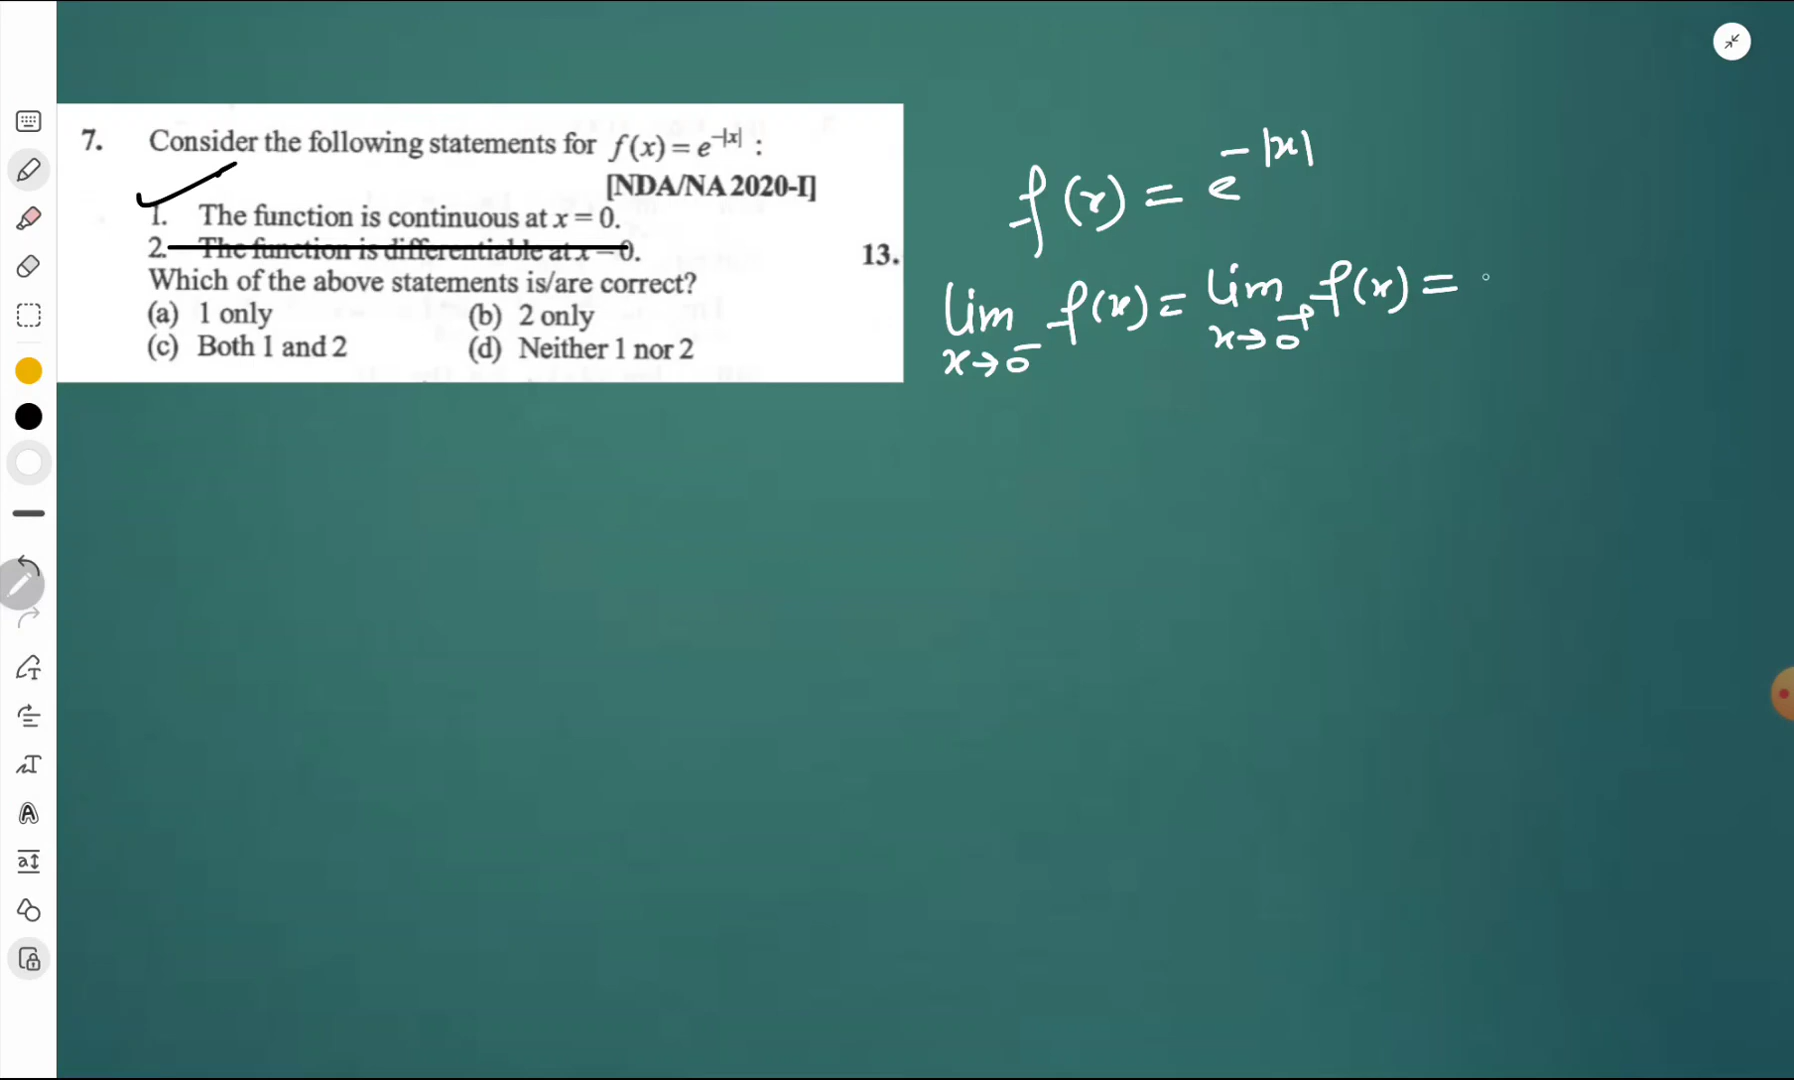 7. Consider the following statements for f(x) = e^{-|x|} :
[NDA/NA 2020-I]
1. The function is continuous at x = 0.
2. The function is differentiable at x = 0.
13.
Which of the above statements is/are correct?
(a) 1 only (b) 2 only
(c) Both 1 and 2 (d) Neither 1 nor 2
f(x) = e^{-|x|}
lim_{x→0^-} f(x) = lim_{x→0^+} f(x) =